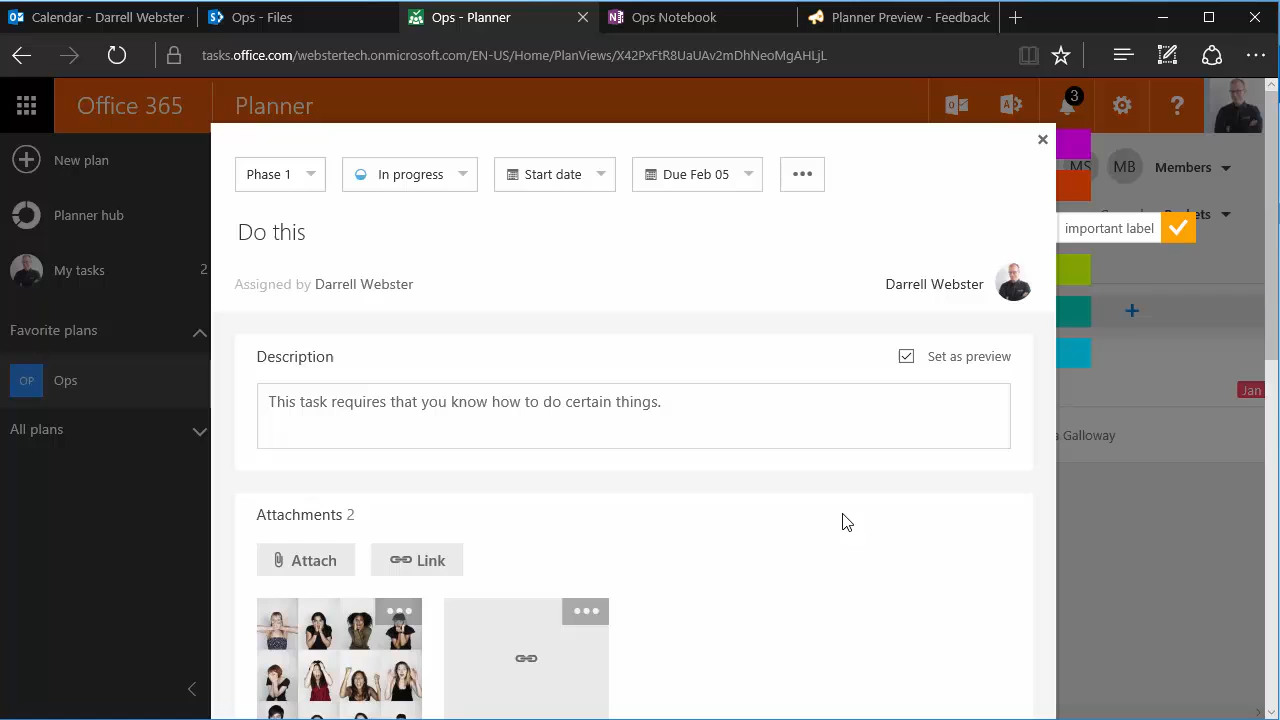 Calendar - Darrell Webster
Ops - Files
Ops - Planner
Ops Notebook
Planner Preview - Feedback
tasks.office.com/webstertech.onmicrosoft.com/EN-US/Home/PlanViews/X42PxFtR8UaUAv2mDhNeoMgAHLjL
Office 365
Planner
3
New plan
Planner hub
My tasks
2
Favorite plans
OP
Ops
All plans
Phase 1
In progress
Start date
Due Feb 05
Do this
Assigned by Darrell Webster
Darrell Webster
Description
Set as preview
This task requires that you know how to do certain things.
Attachments 2
Attach
Link
MS
MB
Members
important label
Jan
a Galloway